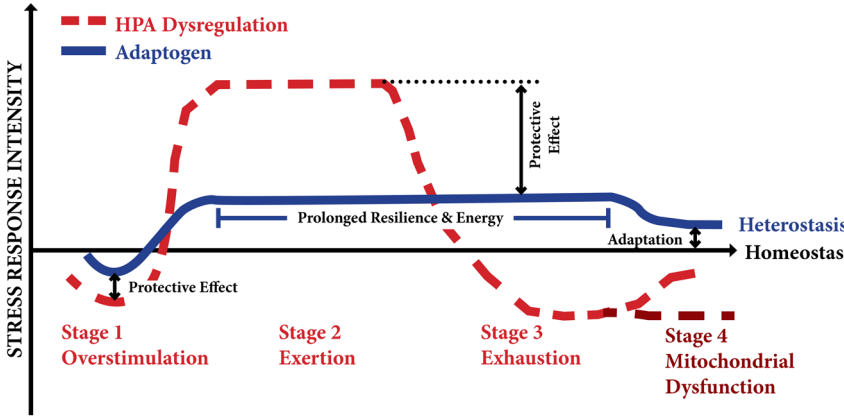 HPA Dysregulation
Adaptogen
STRESS RESPONSE INTENSITY
Protective
Effect
Prolonged Resilience & Energy
Heterostasis
Adaptation
Homeostas
Protective Effect
Stage 1
Overstimulation
Stage 2
Exertion
Stage 3
Exhaustion
Stage 4
Mitochondrial
Dysfunction